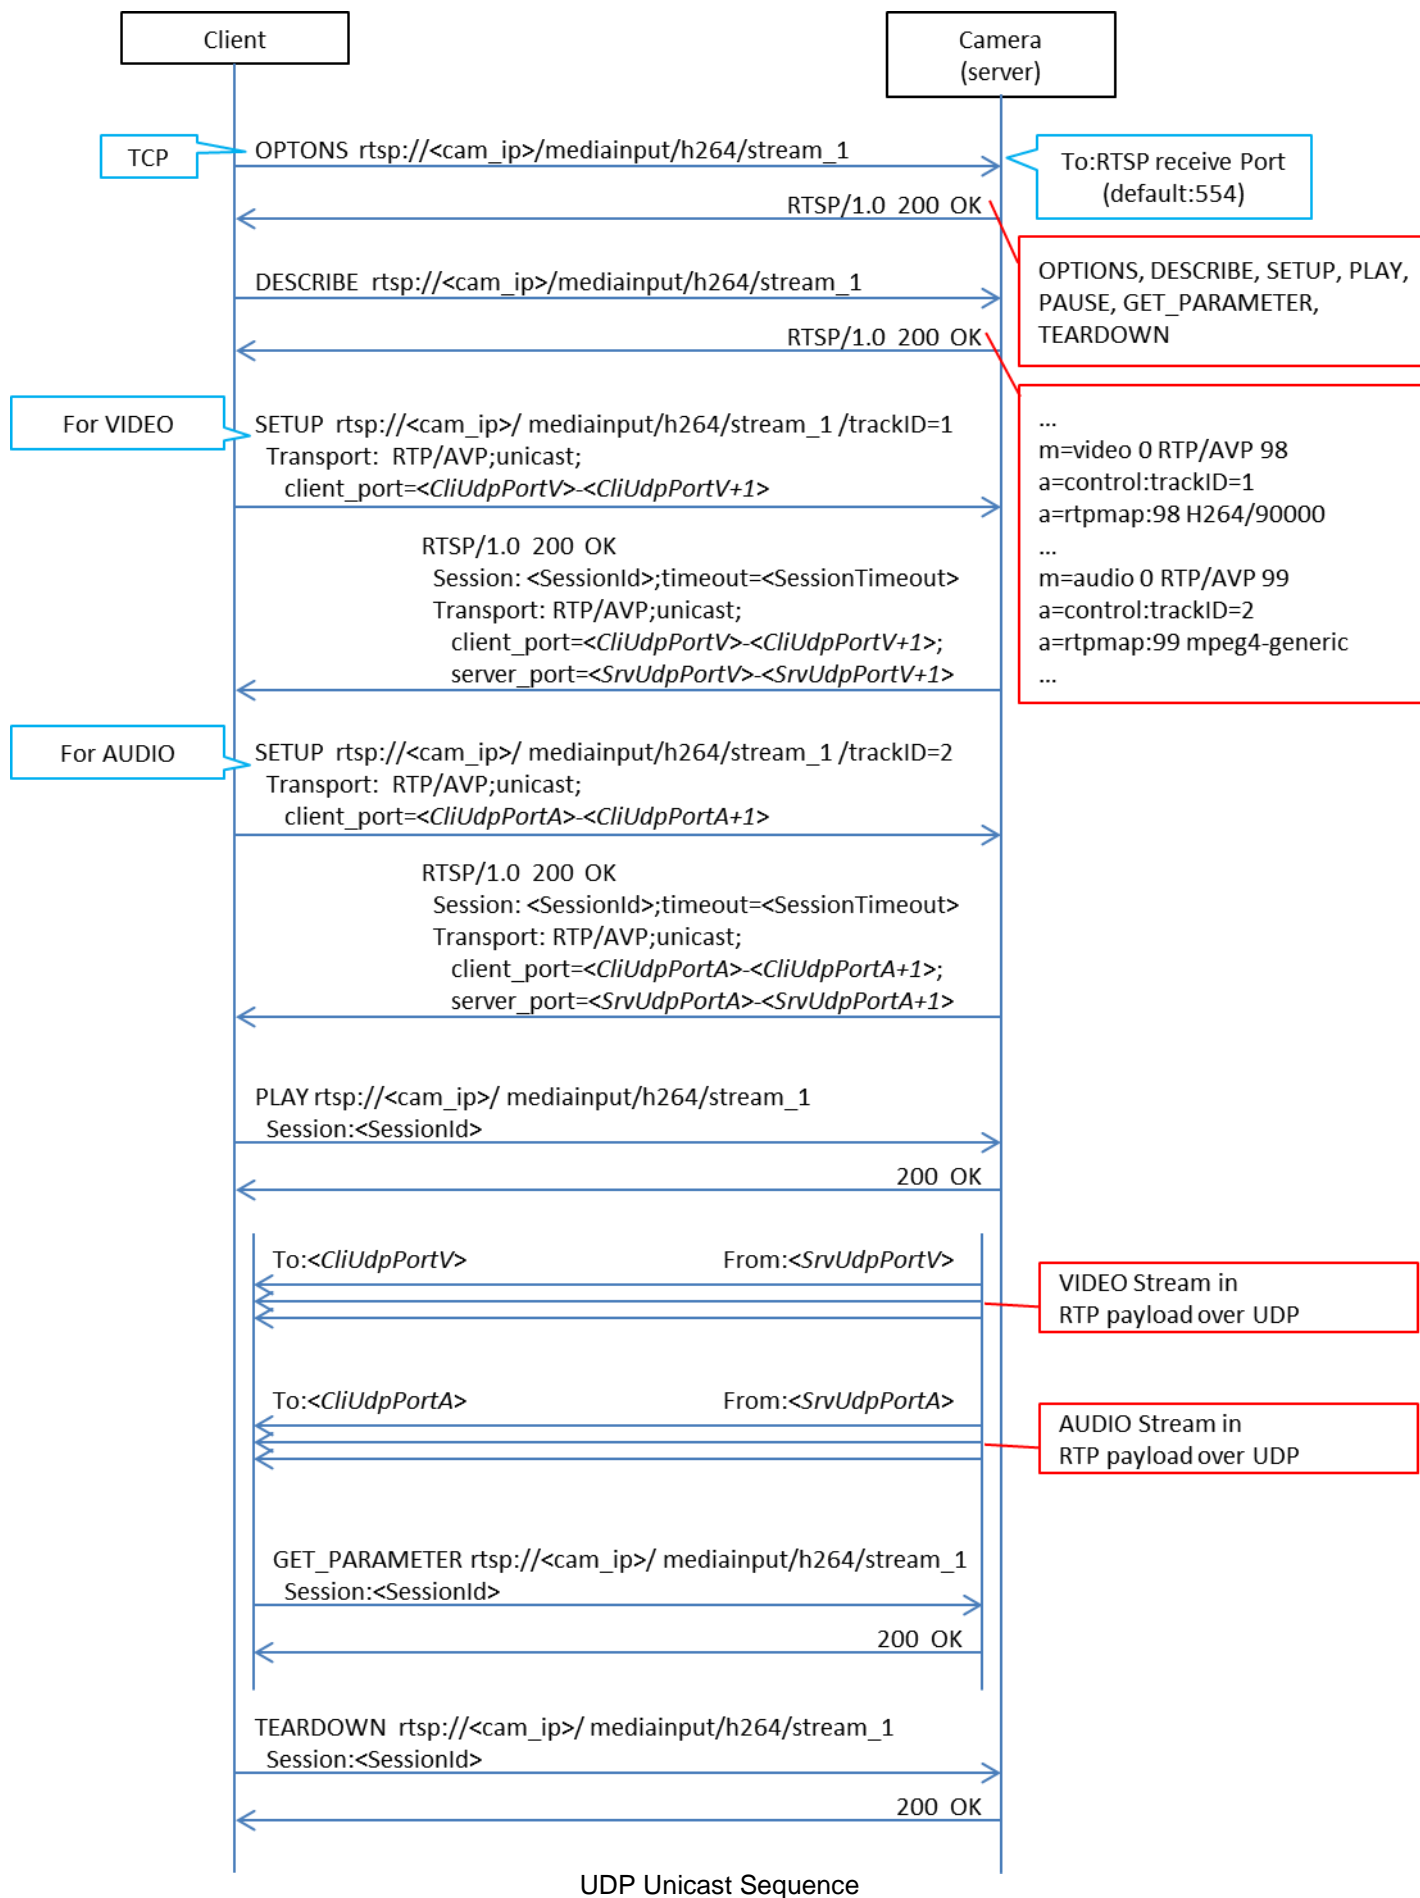 Client
Camera
(server)
TCP
OPTONS rtsp://<cam_ip>/mediainput/h264/stream_1
To:RTSP receive Port
(default:554)
RTSP/1.0 200 OK
OPTIONS, DESCRIBE, SETUP, PLAY,
PAUSE, GET_PARAMETER,
TEARDOWN
DESCRIBE rtsp://<cam_ip>/mediainput/h264/stream_1
RTSP/1.0 200 OK
...
m=video 0 RTP/AVP 98
a=control:trackID=1
a=rtpmap:98 H264/90000
...
m=audio 0 RTP/AVP 99
a=control:trackID=2
a=rtpmap:99 mpeg4-generic
...
For VIDEO
SETUP rtsp://<cam_ip>/ mediainput/h264/stream_1 /trackID=1
Transport: RTP/AVP;unicast;
client_port=<CliUdpPortV>-<CliUdpPortV+1>
RTSP/1.0 200 OK
Session: <SessionId>;timeout=<SessionTimeout>
Transport: RTP/AVP;unicast;
client_port=<CliUdpPortV>-<CliUdpPortV+1>;
server_port=<SrvUdpPortV>-<SrvUdpPortV+1>
For AUDIO
SETUP rtsp://<cam_ip>/ mediainput/h264/stream_1 /trackID=2
Transport: RTP/AVP;unicast;
client_port=<CliUdpPortA>-<CliUdpPortA+1>
RTSP/1.0 200 OK
Session: <SessionId>;timeout=<SessionTimeout>
Transport: RTP/AVP;unicast;
client_port=<CliUdpPortA>-<CliUdpPortA+1>;
server_port=<SrvUdpPortA>-<SrvUdpPortA+1>
PLAY rtsp://<cam_ip>/ mediainput/h264/stream_1
Session:<SessionId>
200 OK
To:<CliUdpPortV>
From:<SrvUdpPortV>
VIDEO Stream in
RTP payload over UDP
To:<CliUdpPortA>
From:<SrvUdpPortA>
AUDIO Stream in
RTP payload over UDP
GET_PARAMETER rtsp://<cam_ip>/ mediainput/h264/stream_1
Session:<SessionId>
200 OK
TEARDOWN rtsp://<cam_ip>/ mediainput/h264/stream_1
Session:<SessionId>
200 OK
UDP Unicast Sequence